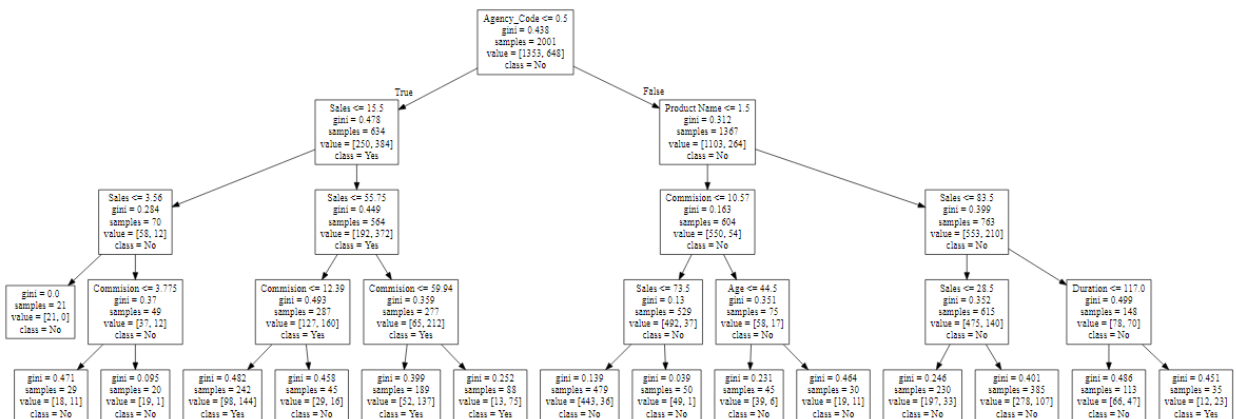 Agency_Code <= 0.5
gini = 0.438
samples = 2001
value = [1353, 648]
class = No
True
False
Sales <= 15.5
gini = 0.478
samples = 634
value = [250, 384]
class = Yes
Product Name <= 1.5
gini = 0.312
samples = 1367
value = [1103, 264]
class = No
Sales <= 3.56
gini = 0.284
samples = 70
value = [58, 12]
class = No
Sales <= 55.75
gini = 0.449
samples = 564
value = [192, 372]
class = Yes
Commision <= 10.57
gini = 0.163
samples = 604
value = [550, 54]
class = No
Sales <= 83.5
gini = 0.399
samples = 763
value = [553, 210]
class = No
gini = 0.0
samples = 21
value = [21, 0]
class = No
Commision <= 3.775
gini = 0.37
samples = 49
value = [37, 12]
class = No
Commision <= 12.39
gini = 0.493
samples = 287
value = [127, 160]
class = Yes
Commision <= 59.94
gini = 0.359
samples = 277
value = [65, 212]
class = Yes
Sales <= 73.5
gini = 0.13
samples = 529
value = [492, 37]
class = No
Age <= 44.5
gini = 0.351
samples = 75
value = [58, 17]
class = No
Sales <= 28.5
gini = 0.352
samples = 615
value = [475, 140]
class = No
Duration <= 117.0
gini = 0.499
samples = 148
value = [78, 70]
class = No
gini = 0.471
samples = 29
value = [18, 11]
class = No
gini = 0.095
samples = 20
value = [19, 1]
class = No
gini = 0.482
samples = 242
value = [98, 144]
class = Yes
gini = 0.458
samples = 45
value = [29, 16]
class = No
gini = 0.399
samples = 189
value = [52, 137]
class = Yes
gini = 0.252
samples = 88
value = [13, 75]
class = Yes
gini = 0.139
samples = 479
value = [443, 36]
class = No
gini = 0.039
samples = 50
value = [49, 1]
class = No
gini = 0.231
samples = 45
value = [39, 6]
class = No
gini = 0.464
samples = 30
value = [19, 11]
class = No
gini = 0.246
samples = 230
value = [197, 33]
class = No
gini = 0.401
samples = 385
value = [278, 107]
class = No
gini = 0.486
samples = 113
value = [66, 47]
class = No
gini = 0.451
samples = 35
value = [12, 23]
class = Yes